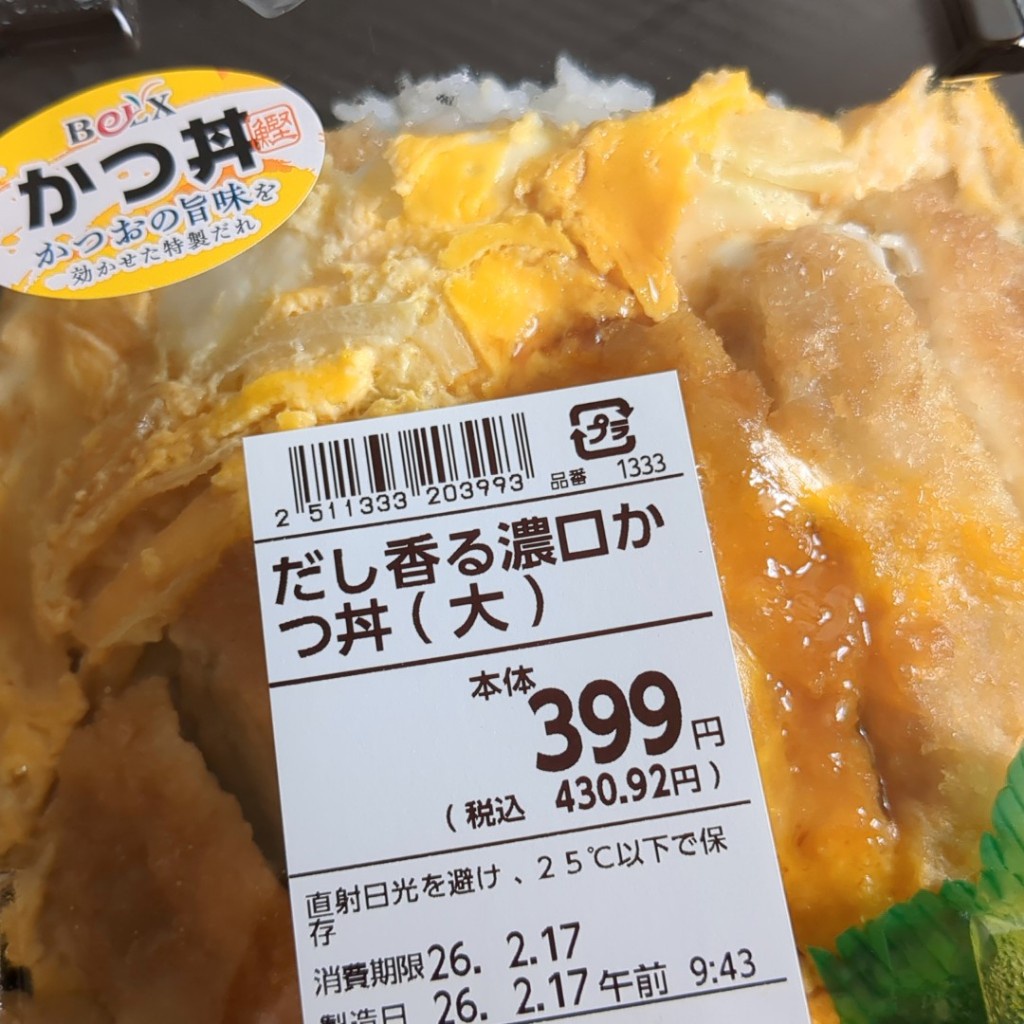 BeLX
かつ丼
鰹
かつおの旨味を
効かせた特製だれ
プラ
2 511333 203993
品番 1333
だし香る濃口か
つ丼(大)
本体
399円
(税込 430.92円)
直射日光を避け、25℃以下で保
存
消費期限 26. 2.17
製造日 26. 2.17 午前 9:43